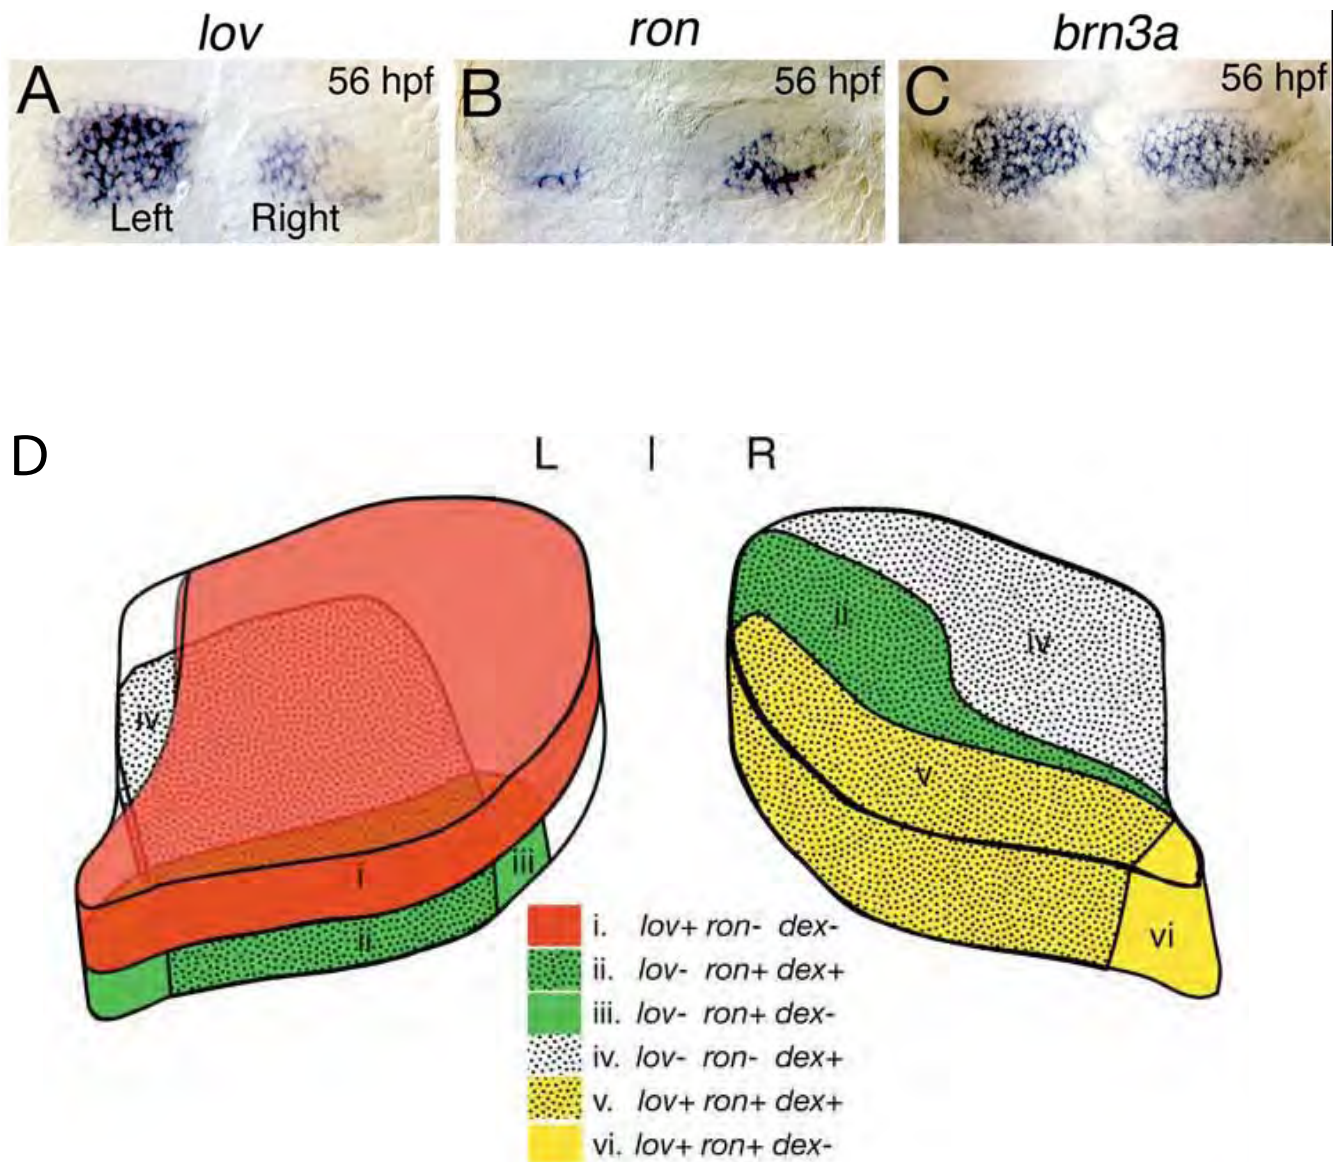 lov ron brn3a
A 56 hpf B 56 hpf C 56 hpf
Left Right
D L | R
ii
iv
iv
v
i
iii
ii
vi
i. lov+ ron- dex-
ii. lov- ron+ dex+
iii. lov- ron+ dex-
iv. lov- ron- dex+
v. lov+ ron+ dex+
vi. lov+ ron+ dex-